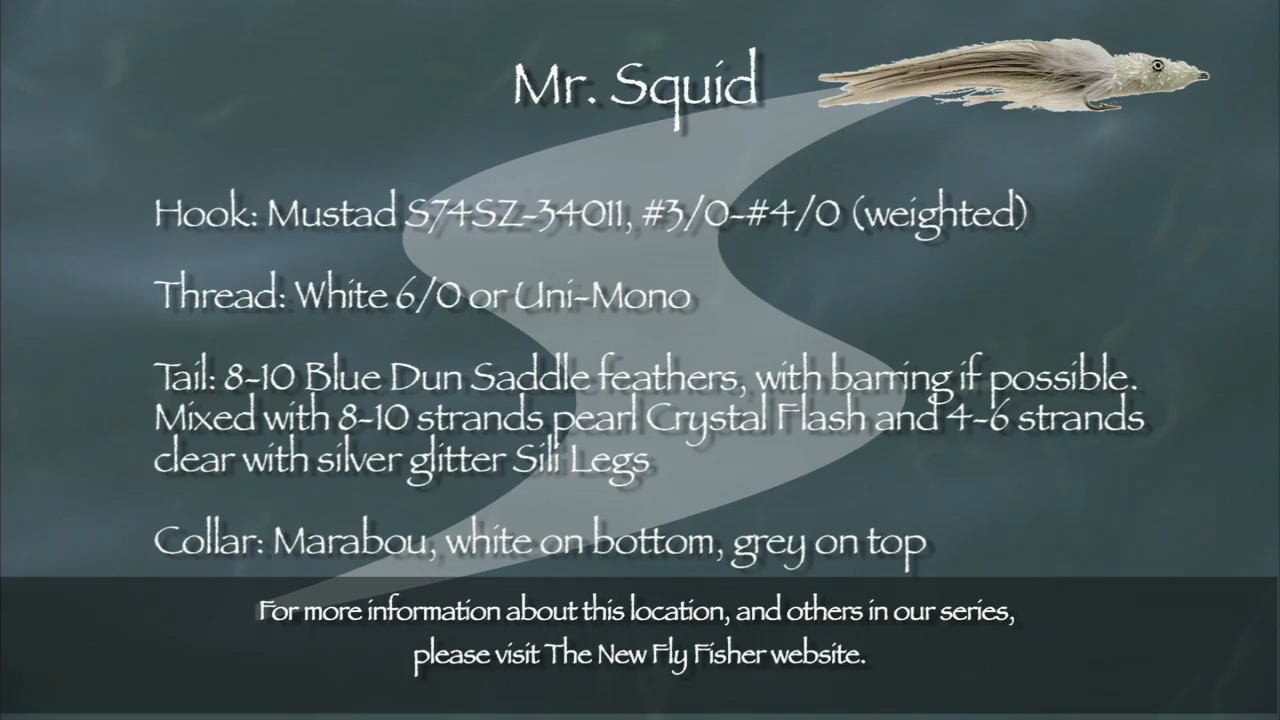 Mr. Squid
Hook: Mustad S74SZ-34011, #3/0-#4/0 (weighted)
Thread: White 6/0 or Uni-Mono
Tail: 8-10 Blue Dun Saddle feathers, with barring if possible.
Mixed with 8-10 strands pearl Crystal Flash and 4-6 strands
clear with silver glitter Sili Legs
Collar: Marabou, white on bottom, grey on top
For more information about this location, and others in our series,
please visit The New Fly Fisher website.